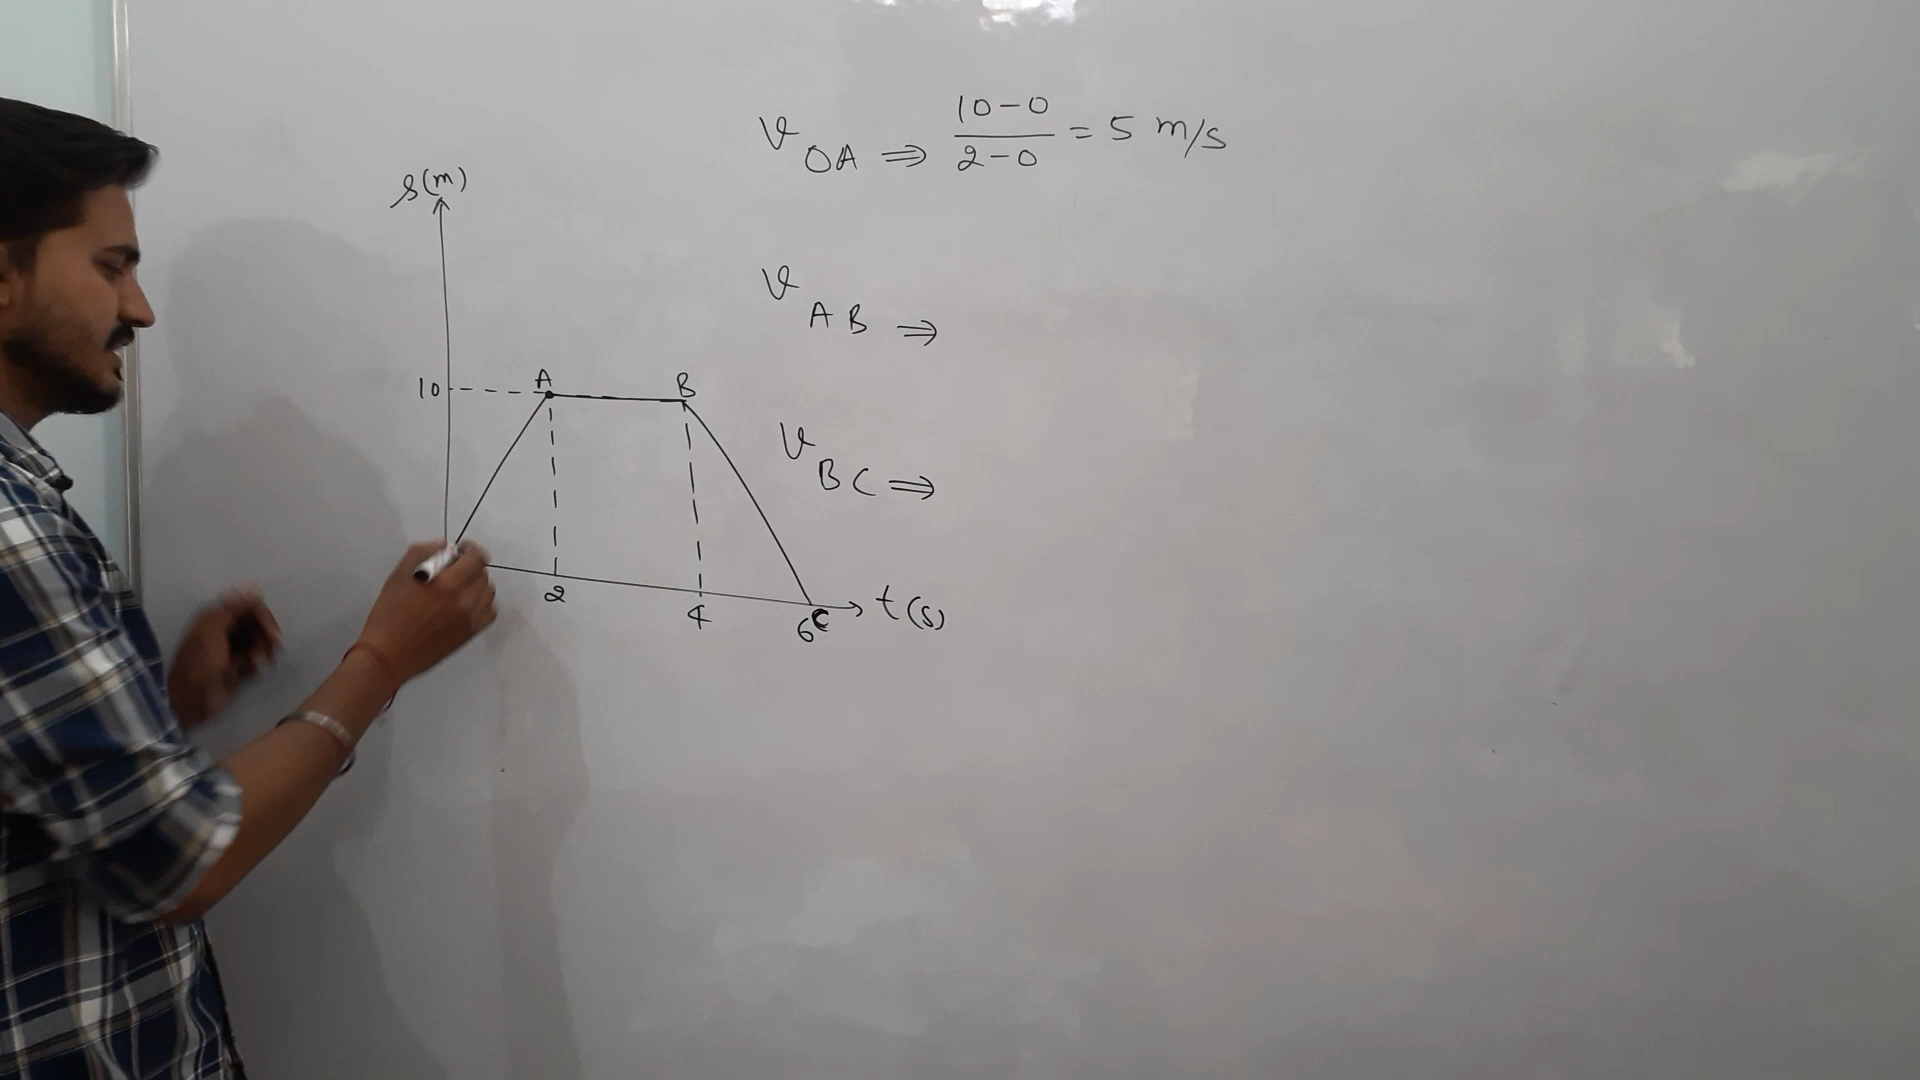 V OA ⇒ 10-0 / 2-0 = 5 m/s
s(m)
V AB ⇒
10 A B
V BC ⇒
2 4 6 C t(s)